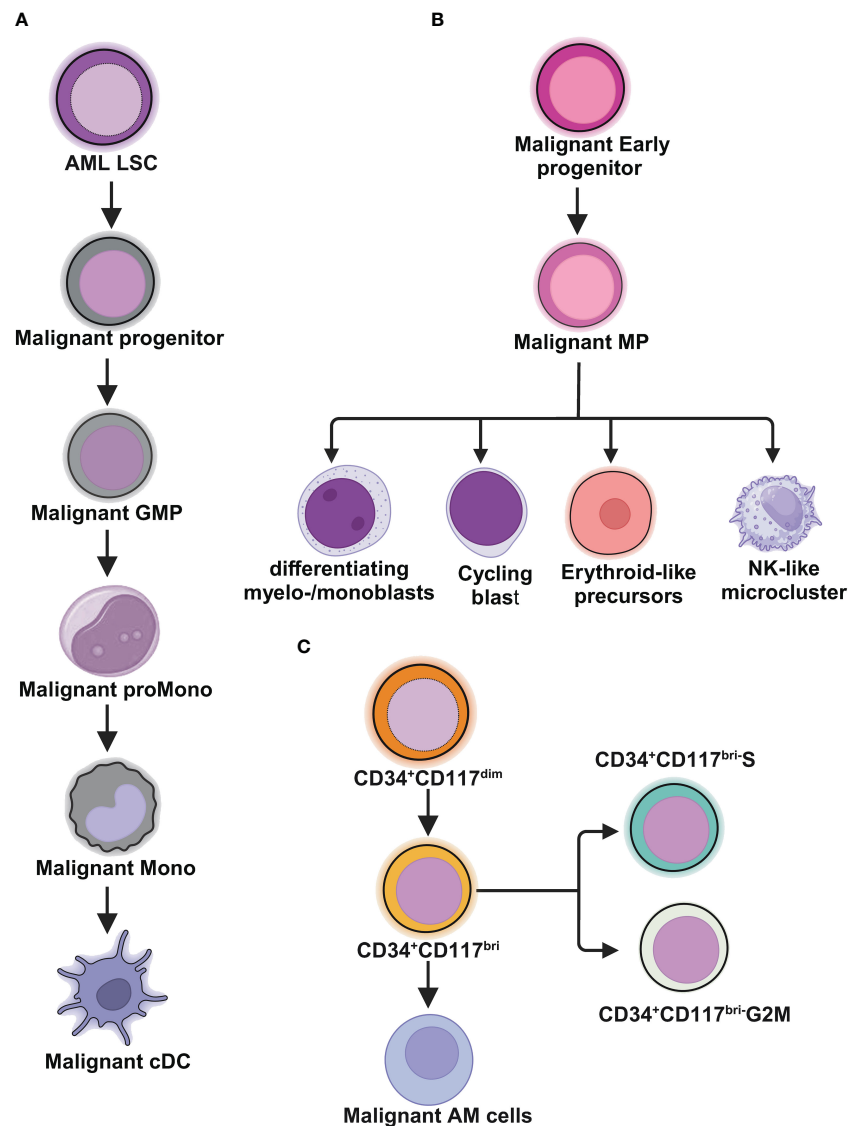 A
AML LSC
Malignant progenitor
Malignant GMP
Malignant proMono
Malignant Mono
Malignant cDC
B
Malignant Early
progenitor
Malignant MP
differentiating
myelo-/monoblasts
Cycling
blast
Erythroid-like
precursors
NK-like
microcluster
C
CD34⁺CD117ᵈⁱᵐ
CD34⁺CD117ᵇʳⁱ
Malignant AM cells
CD34⁺CD117ᵇʳⁱ⁻S
CD34⁺CD117ᵇʳⁱ⁻G2M